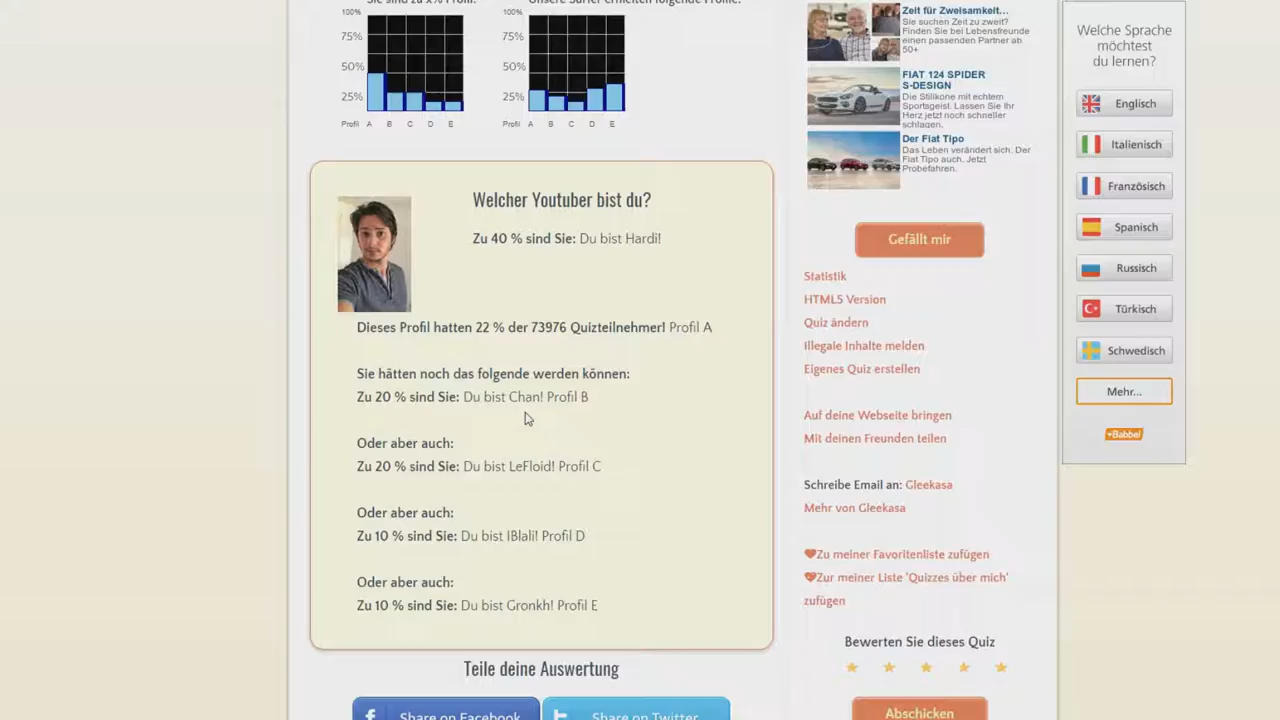 Sie sind zu x% Profil:
Unsere Surfer erhielten folgende Profile:
100%
75%
50%
25%
Profil A B C D E
100%
75%
50%
25%
Profil A B C D E
Welcher Youtuber bist du?
Zu 40 % sind Sie: Du bist Hardi!
Dieses Profil hatten 22 % der 73976 Quizteilnehmer! Profil A
Sie hätten noch das folgende werden können:
Zu 20 % sind Sie: Du bist Chan! Profil B
Oder aber auch:
Zu 20 % sind Sie: Du bist LeFloid! Profil C
Oder aber auch:
Zu 10 % sind Sie: Du bist IBlali! Profil D
Oder aber auch:
Zu 10 % sind Sie: Du bist Gronkh! Profil E
Teile deine Auswertung
Share on Facebook
Share on Twitter
Zeit für Zweisamkeit...
Sie suchen Zeit zu zweit?
Finden Sie bei Lebensfreunde
einen passenden Partner ab
50+
FIAT 124 SPIDER
S-DESIGN
Die Stilikone mit echtem
Sportsgeist. Lassen Sie Ihr
Herz jetzt noch schneller
schlagen.
Der Fiat Tipo
Das Leben verändert sich. Der
Fiat Tipo auch. Jetzt
Probefahren.
Gefällt mir
Statistik
HTML5 Version
Quiz ändern
Illegale Inhalte melden
Eigenes Quiz erstellen
Auf deine Webseite bringen
Mit deinen Freunden teilen
Schreibe Email an: Gleekasa
Mehr von Gleekasa
Zu meiner Favoritenliste zufügen
Zur meiner Liste 'Quizzes über mich'
zufügen
Bewerten Sie dieses Quiz
Abschicken
Welche Sprache
möchtest
du lernen?
Englisch
Italienisch
Französisch
Spanisch
Russisch
Türkisch
Schwedisch
Mehr...
+Babbel